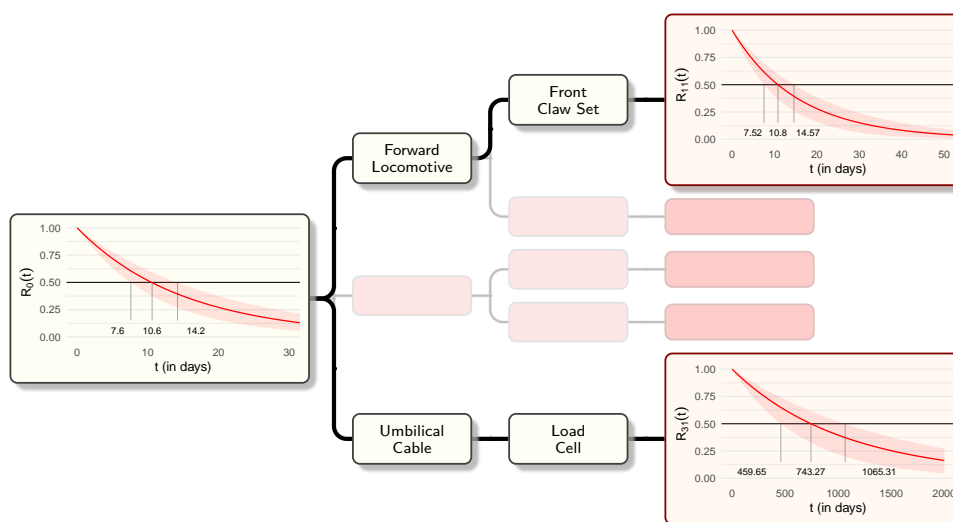 1.00
0.75
0.50
0.25
0.00
R₀(t)
7.6 10.6 14.2
0 10 20 30
t (in days)
Forward
Locomotive
Umbilical
Cable
Front
Claw Set
Load
Cell
1.00
0.75
0.50
0.25
0.00
R₁₁(t)
7.52 10.8 14.57
0 10 20 30 40 50
t (in days)
1.00
0.75
0.50
0.25
0.00
R₃₁(t)
459.65 743.27 1065.31
0 500 1000 1500 2000
t (in days)